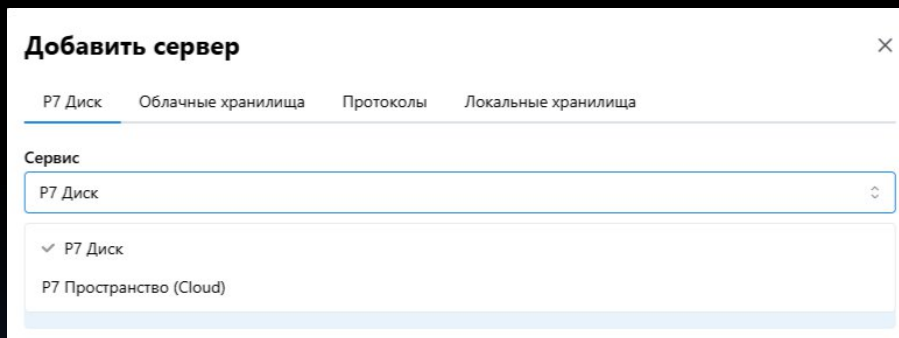 Добавить сервер
Р7 Диск Облачные хранилища Протоколы Локальные хранилища
Сервис
Р7 Диск
Р7 Диск
Р7 Пространство (Cloud)